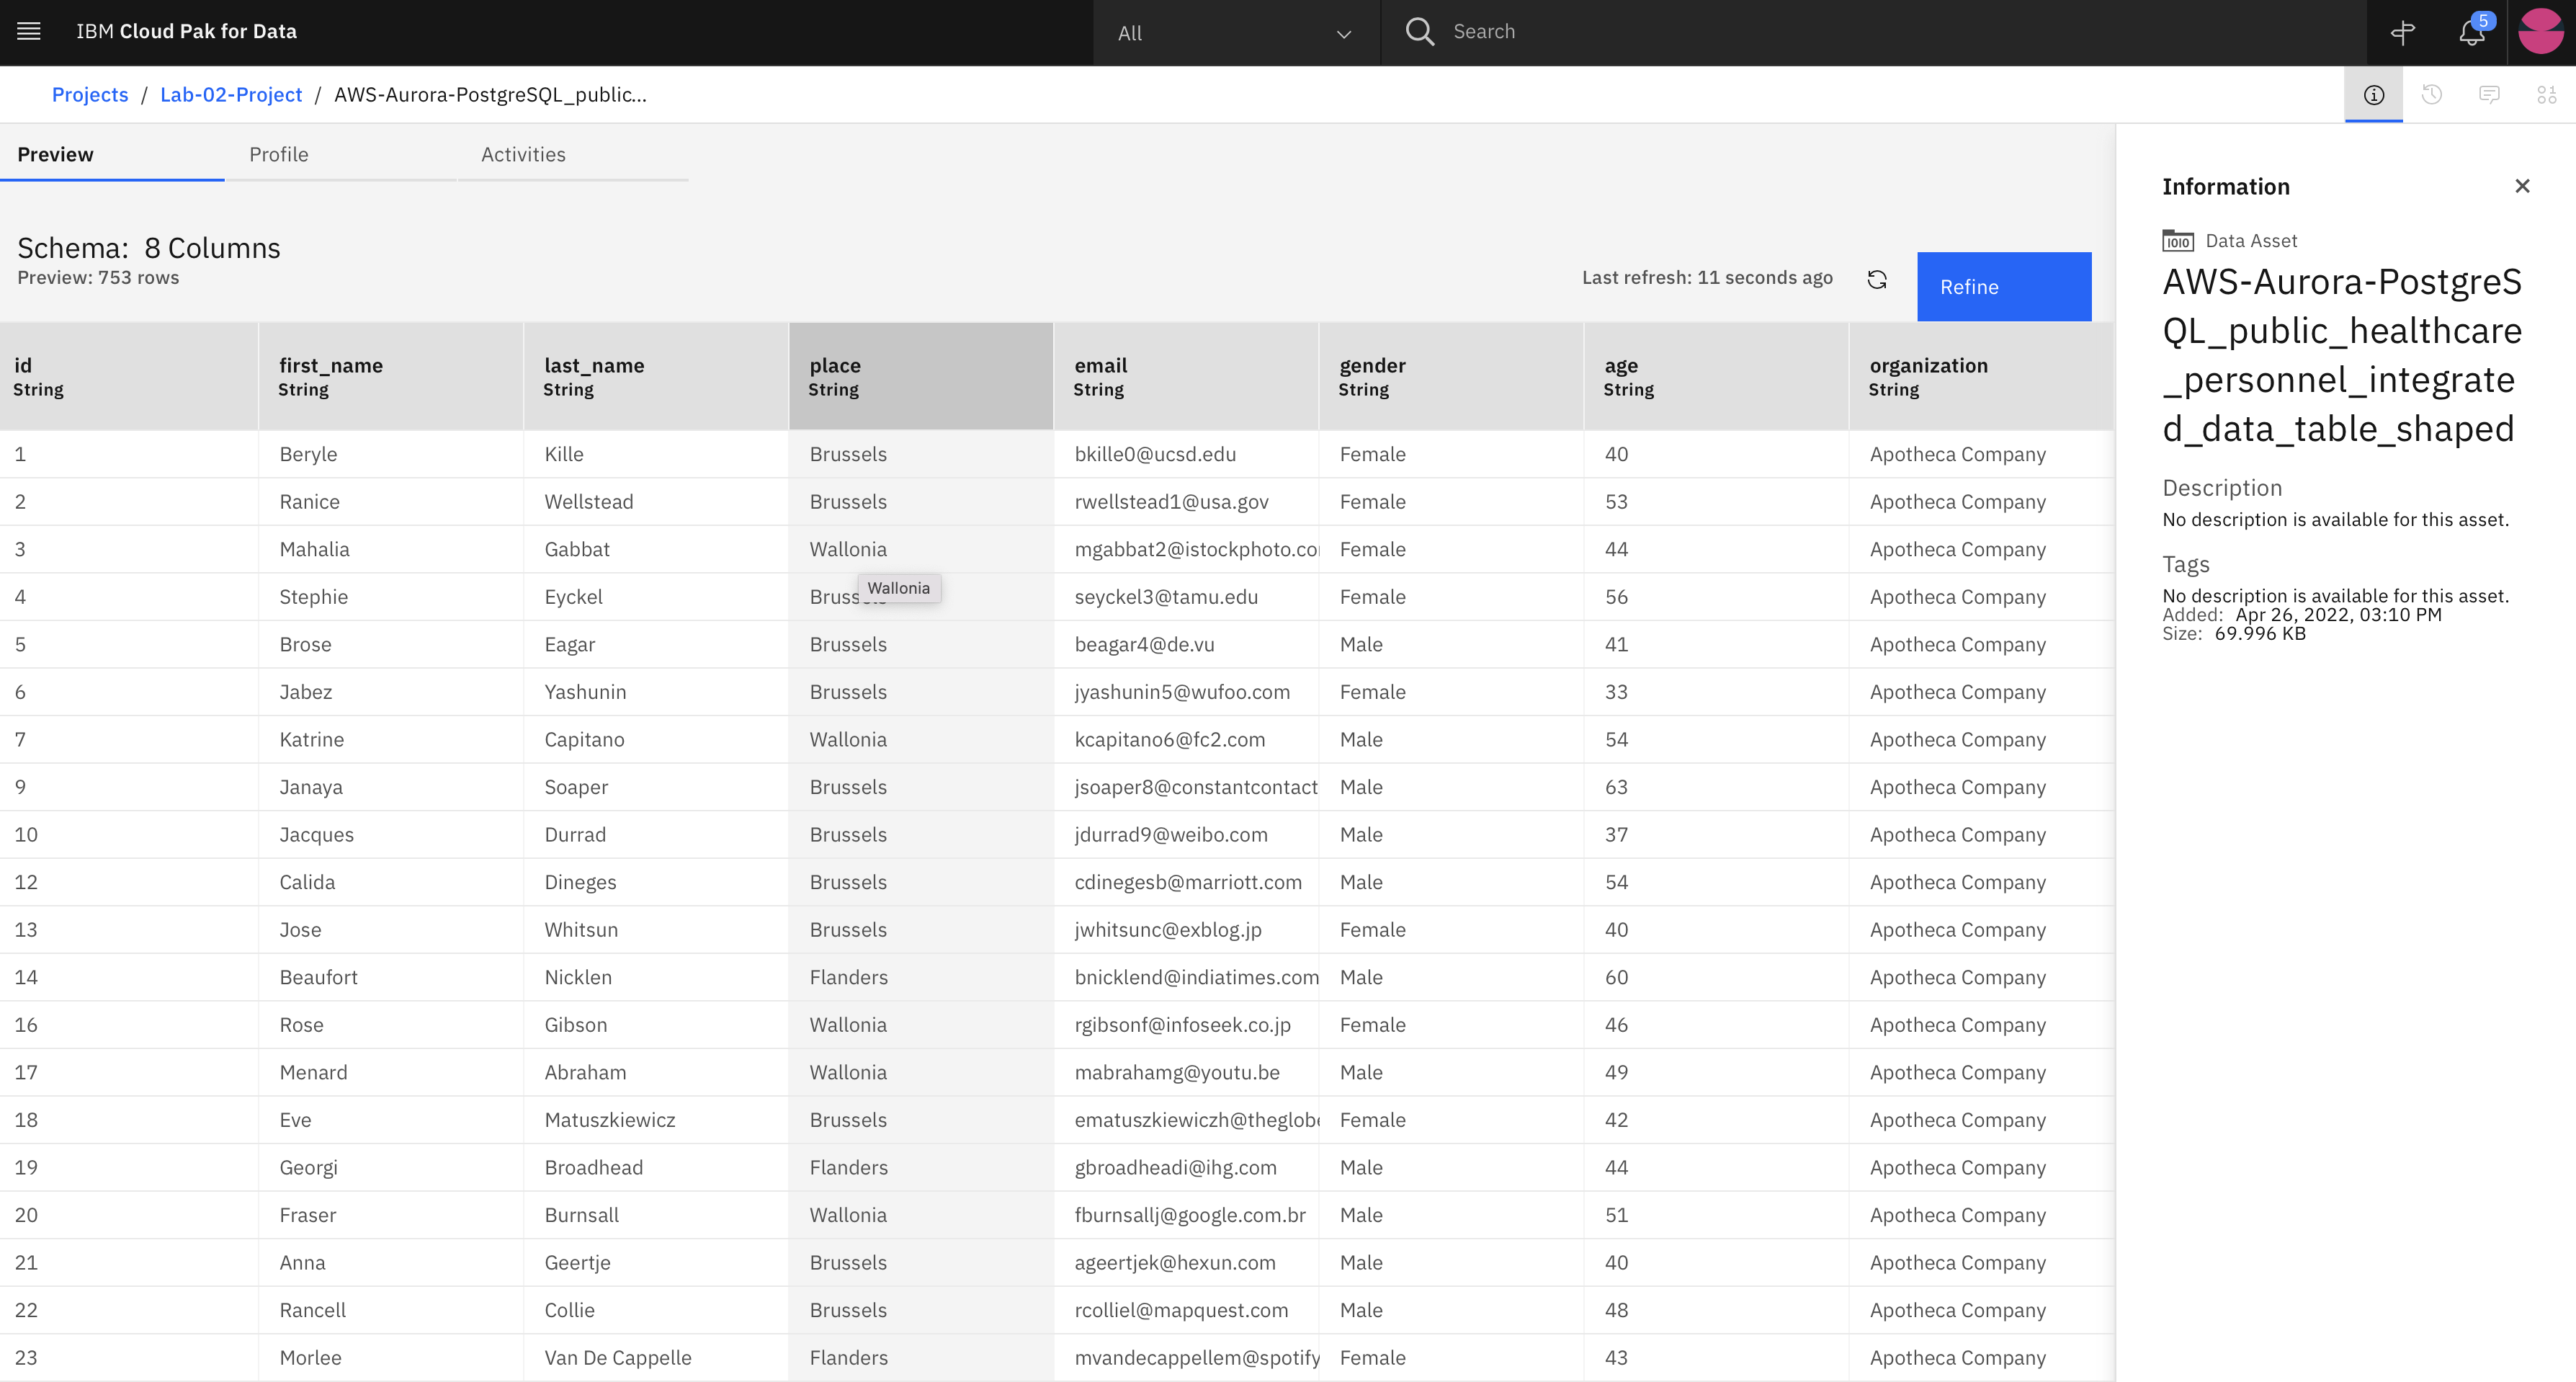 IBM Cloud Pak for Data
All
Search
5
Projects / Lab-02-Project / AWS-Aurora-PostgreSQL_public...
Preview Profile Activities
Schema: 8 Columns
Preview: 753 rows
Last refresh: 11 seconds ago
Refine
id first_name last_name place email gender age organization
String String String String String String String String
1 Beryle Kille Brussels bkille0@ucsd.edu Female 40 Apotheca Company
2 Ranice Wellstead Brussels rwellstead1@usa.gov Female 53 Apotheca Company
3 Mahalia Gabbat Wallonia mgabbat2@istockphoto.co Female 44 Apotheca Company
Wallonia
4 Stephie Eyckel seyckel3@tamu.edu Female 56 Apotheca Company
5 Brose Eagar Brussels beagar4@de.vu Male 41 Apotheca Company
6 Jabez Yashunin Brussels jyashunin5@wufoo.com Female 33 Apotheca Company
7 Katrine Capitano Wallonia kcapitano6@fc2.com Male 54 Apotheca Company
9 Janaya Soaper Brussels jsoaper8@constantcontact Male 63 Apotheca Company
10 Jacques Durrad Brussels jdurrad9@weibo.com Male 37 Apotheca Company
12 Calida Dineges Brussels cdinegesb@marriott.com Male 54 Apotheca Company
13 Jose Whitsun Brussels jwhitsunc@exblog.jp Female 40 Apotheca Company
14 Beaufort Nicklen Flanders bnicklend@indiatimes.com Male 60 Apotheca Company
16 Rose Gibson Wallonia rgibsonf@infoseek.co.jp Female 46 Apotheca Company
17 Menard Abraham Wallonia mabrahamg@youtu.be Male 49 Apotheca Company
18 Eve Matuszkiewicz Brussels ematuszkiewiczh@theglob Female 42 Apotheca Company
19 Georgi Broadhead Flanders gbroadheadi@ihg.com Male 44 Apotheca Company
20 Fraser Burnsall Wallonia fburnsallj@google.com.br Male 51 Apotheca Company
21 Anna Geertje Brussels ageertjek@hexun.com Male 40 Apotheca Company
22 Rancell Collie Brussels rcolliel@mapquest.com Male 48 Apotheca Company
23 Morlee Van De Cappelle Flanders mvandecappellem@spotify Female 43 Apotheca Company
Information
Data Asset
AWS-Aurora-PostgreS
QL_public_healthcare
_personnel_integrate
d_data_table_shaped
Description
No description is available for this asset.
Tags
No description is available for this asset.
Added: Apr 26, 2022, 03:10 PM
Size: 69.996 KB